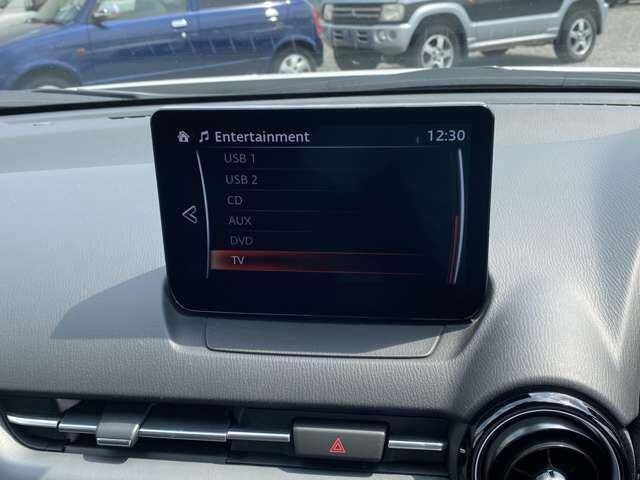 Entertainment 12:30
USB 1
USB 2
CD
AUX
DVD
TV